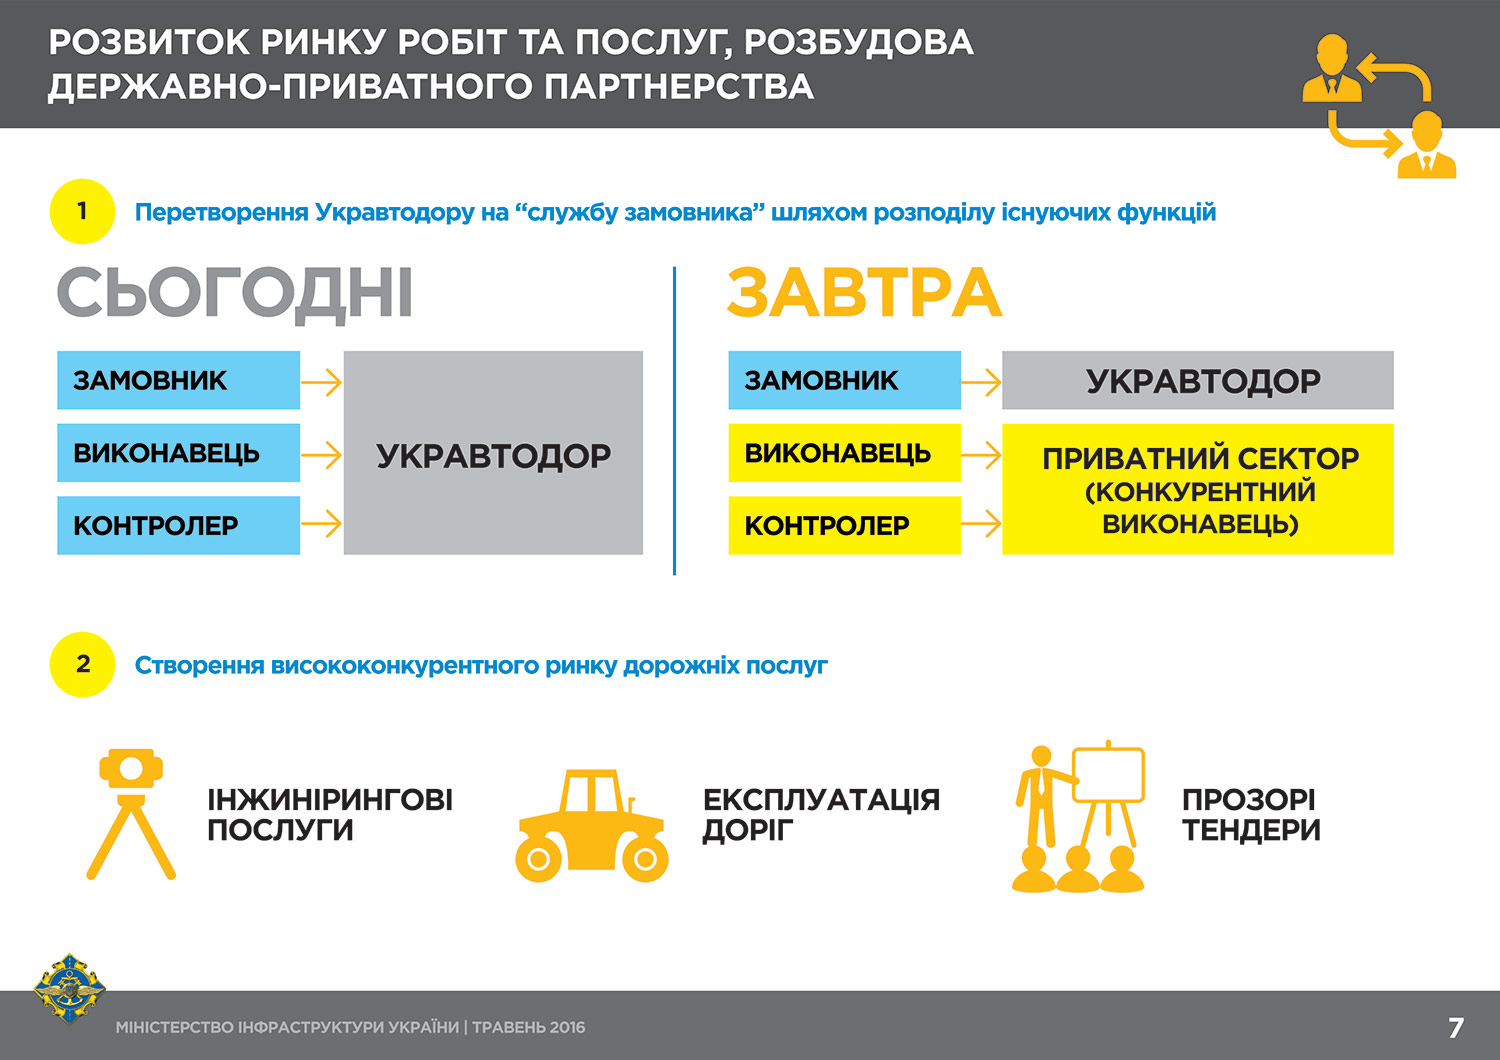 РОЗВИТОК РИНКУ РОБІТ ТА ПОСЛУГ, РОЗБУДОВА
ДЕРЖАВНО-ПРИВАТНОГО ПАРТНЕРСТВА
1
Перетворення Укравтодору на “службу замовника” шляхом розподілу існуючих функцій
СЬОГОДНІ
ЗАМОВНИК
ВИКОНАВЕЦЬ
КОНТРОЛЕР
УКРАВТОДОР
ЗАВТРА
ЗАМОВНИК
УКРАВТОДОР
ВИКОНАВЕЦЬ
КОНТРОЛЕР
ПРИВАТНИЙ СЕКТОР
(КОНКУРЕНТНИЙ
ВИКОНАВЕЦЬ)
2
Створення висококонкурентного ринку дорожніх послуг
ІНЖИНІРИНГОВІ
ПОСЛУГИ
ЕКСПЛУАТАЦІЯ
ДОРІГ
ПРОЗОРІ
ТЕНДЕРИ
МІНІСТЕРСТВО ІНФРАСТРУКТУРИ УКРАЇНИ | ТРАВЕНЬ 2016
7